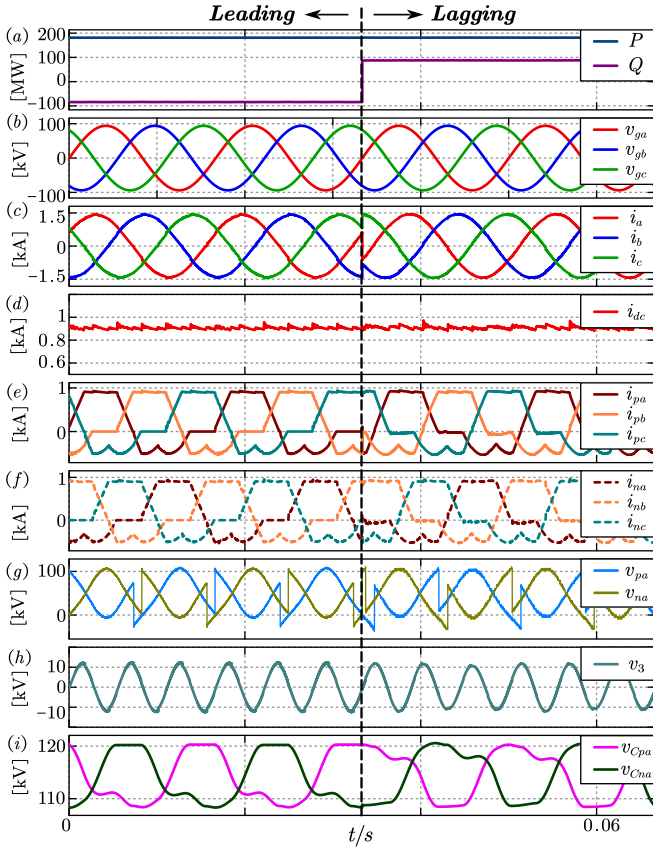 Leading ← → Lagging
(a)
[MW]
200
100
0
−100
P
Q
(b)
[kV]
100
0
−100
v_ga
v_gb
v_gc
(c)
[kA]
1.5
0
−1.5
i_a
i_b
i_c
(d)
[kA]
1
0.8
0.6
i_dc
(e)
[kA]
1
0
i_pa
i_pb
i_pc
(f)
[kA]
1
0
i_na
i_nb
i_nc
(g)
[kV]
100
0
v_pa
v_na
(h)
[kV]
10
0
−10
v_3
(i)
[kV]
120
110
v_Cpa
v_Cna
0 t/s 0.06